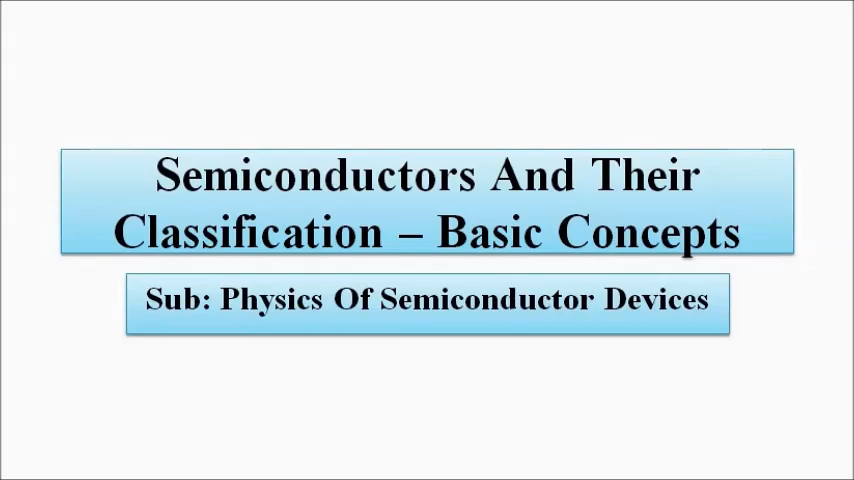 Semiconductors And Their
Classification – Basic Concepts
Sub: Physics Of Semiconductor Devices